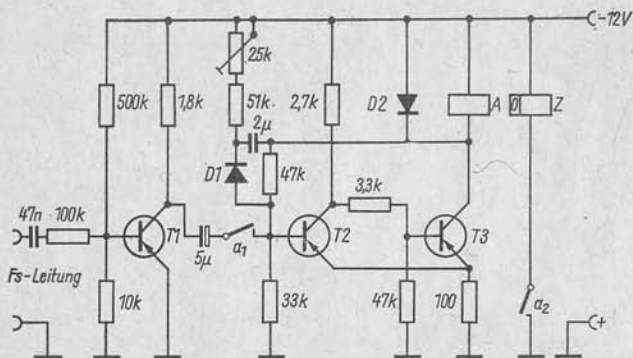 -12V
25k
500k
1,8k
51k
2,7k
D2
A
0
Z
2μ
D1
47k
47n
100k
3,3k
T1
5μ
a1
T2
T3
Fs-Leitung
10k
33k
47k
100
a2
+